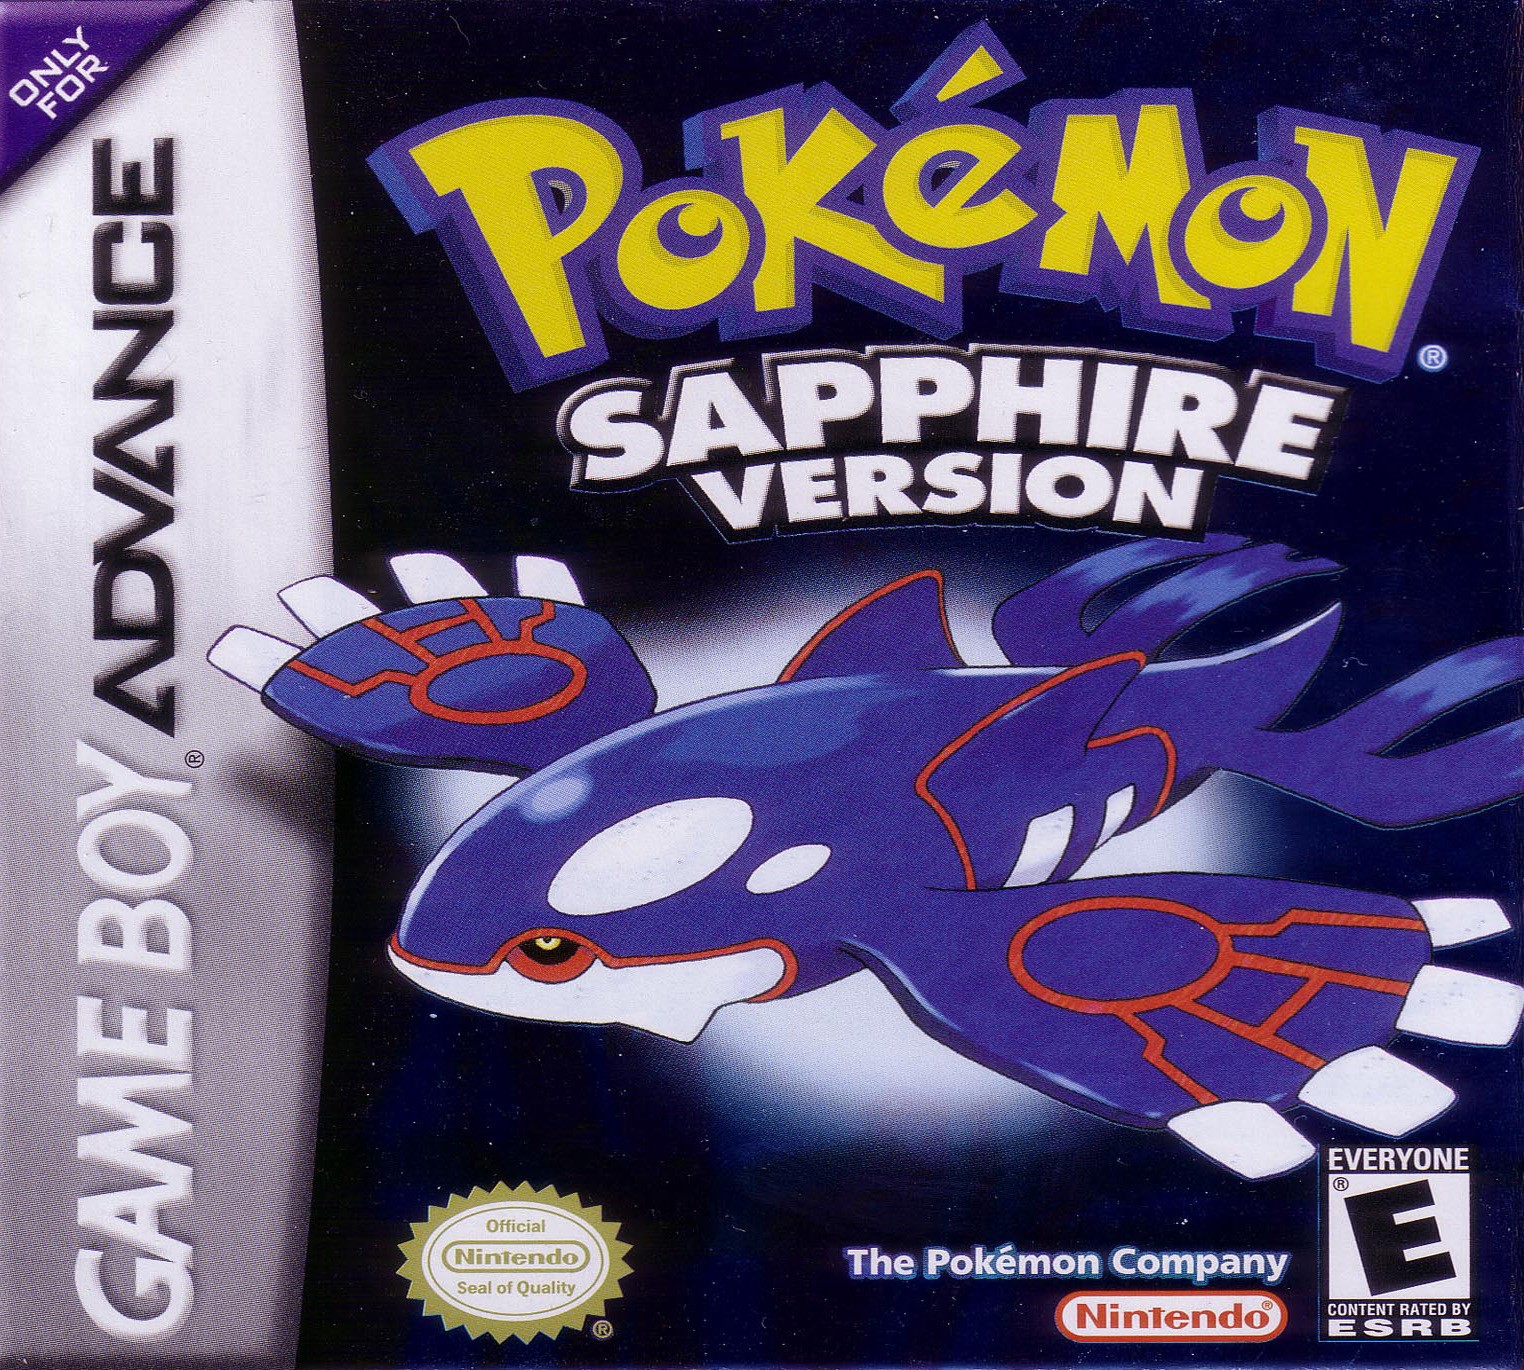 ONLY
FOR
GAME BOY ADVANCE
®
POKéMON
®
SAPPHIRE
VERSION
Official
Nintendo
Seal of Quality
®
The Pokémon Company
Nintendo®
EVERYONE
®
E
CONTENT RATED BY
ESRB